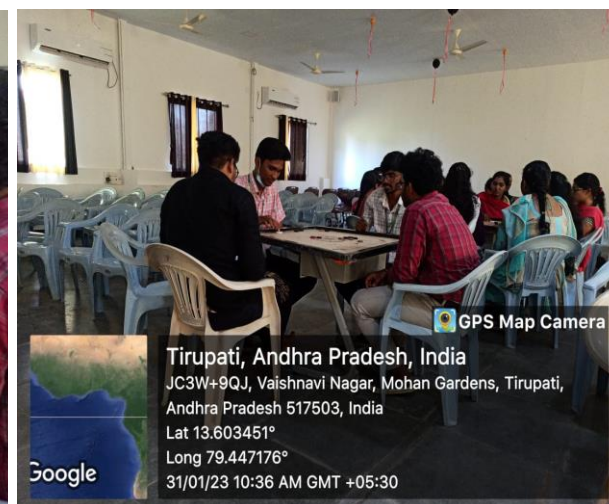 GPS Map Camera
Tirupati, Andhra Pradesh, India
JC3W+9QJ, Vaishnavi Nagar, Mohan Gardens, Tirupati,
Andhra Pradesh 517503, India
Lat 13.603451°
Long 79.447176°
31/01/23 10:36 AM GMT +05:30
Google